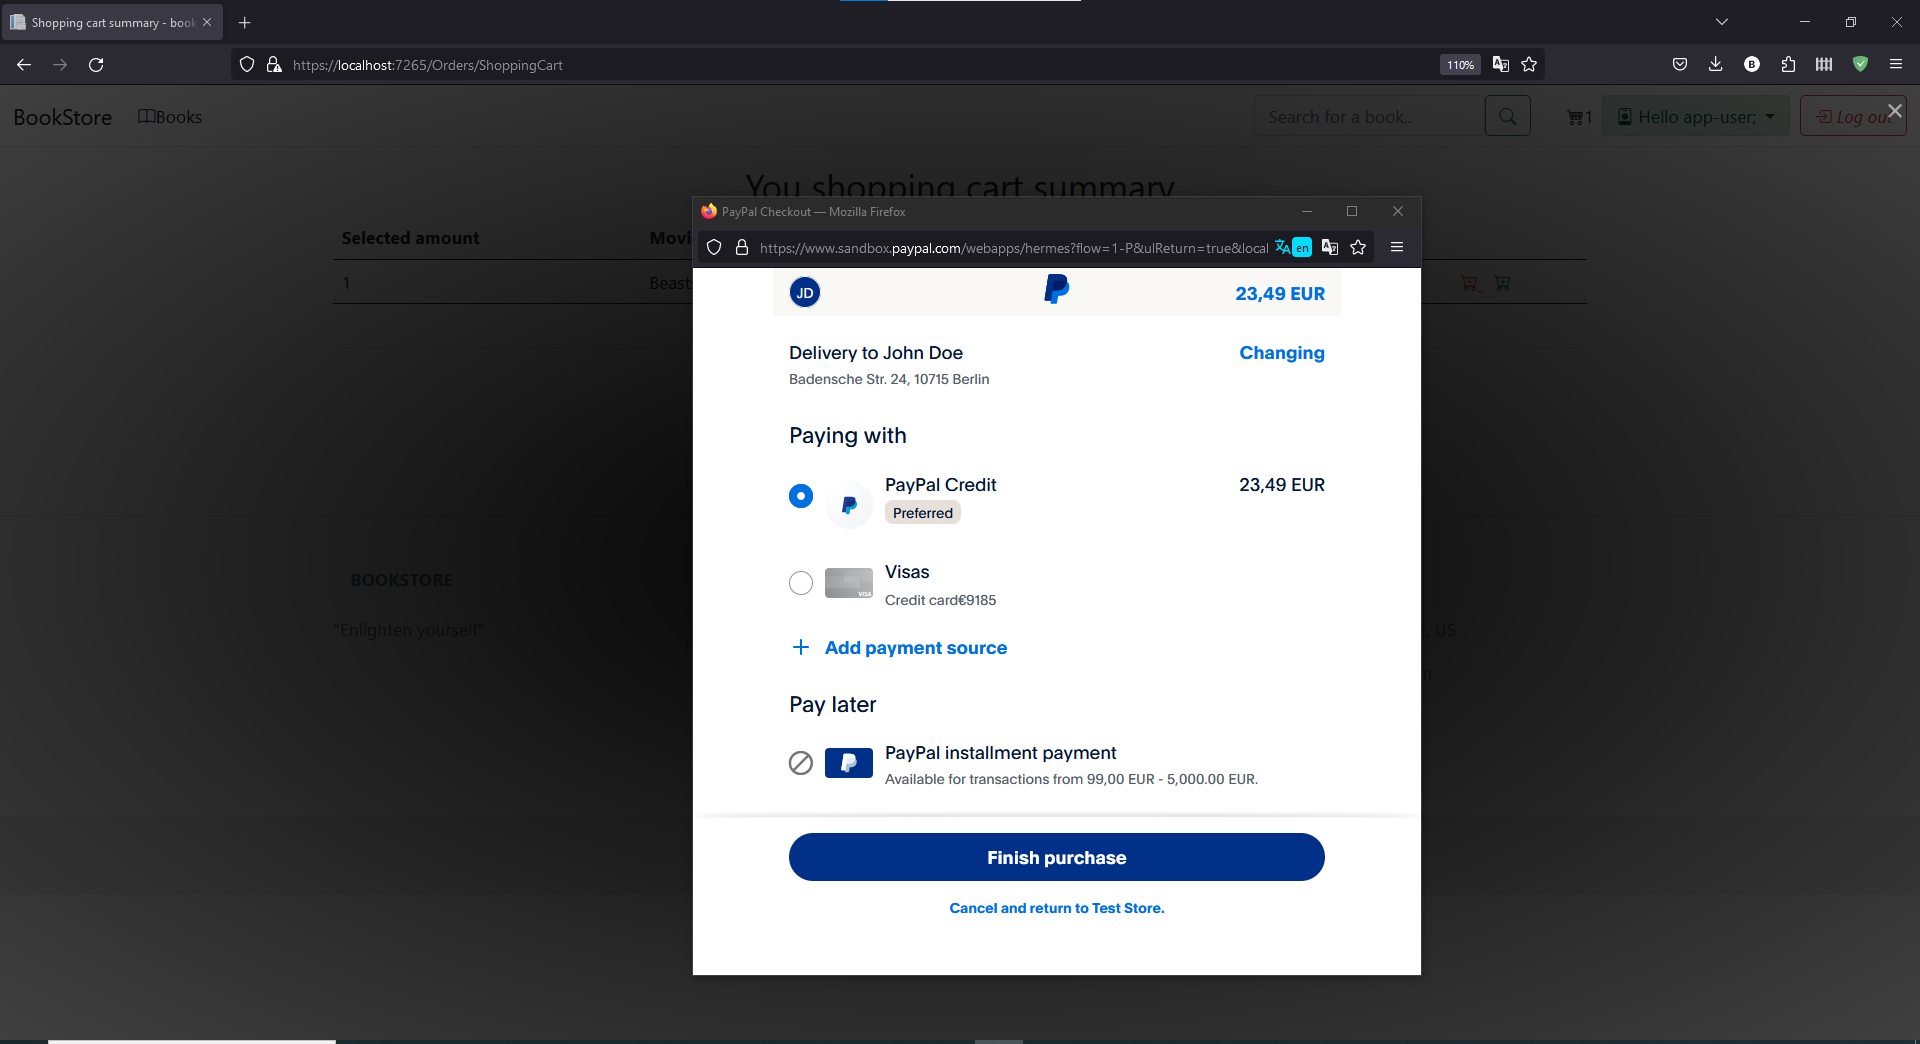 Shopping cart summary - book
https://localhost:7265/Orders/ShoppingCart
110%
BookStore
Books
Search for a book..
1
Hello app-user;
Log out
You shopping cart summary
Selected amount
1
PayPal Checkout — Mozilla Firefox
https://www.sandbox.paypal.com/webapps/hermes?flow=1-P&ulReturn=true&local
en
JD
23,49 EUR
Delivery to John Doe
Changing
Badensche Str. 24, 10715 Berlin
Paying with
PayPal Credit
23,49 EUR
Preferred
Visas
VISA
Credit card€9185
Add payment source
Pay later
PayPal installment payment
Available for transactions from 99,00 EUR - 5,000.00 EUR.
Finish purchase
Cancel and return to Test Store.
BOOKSTORE
"Enlighten yourself"
US